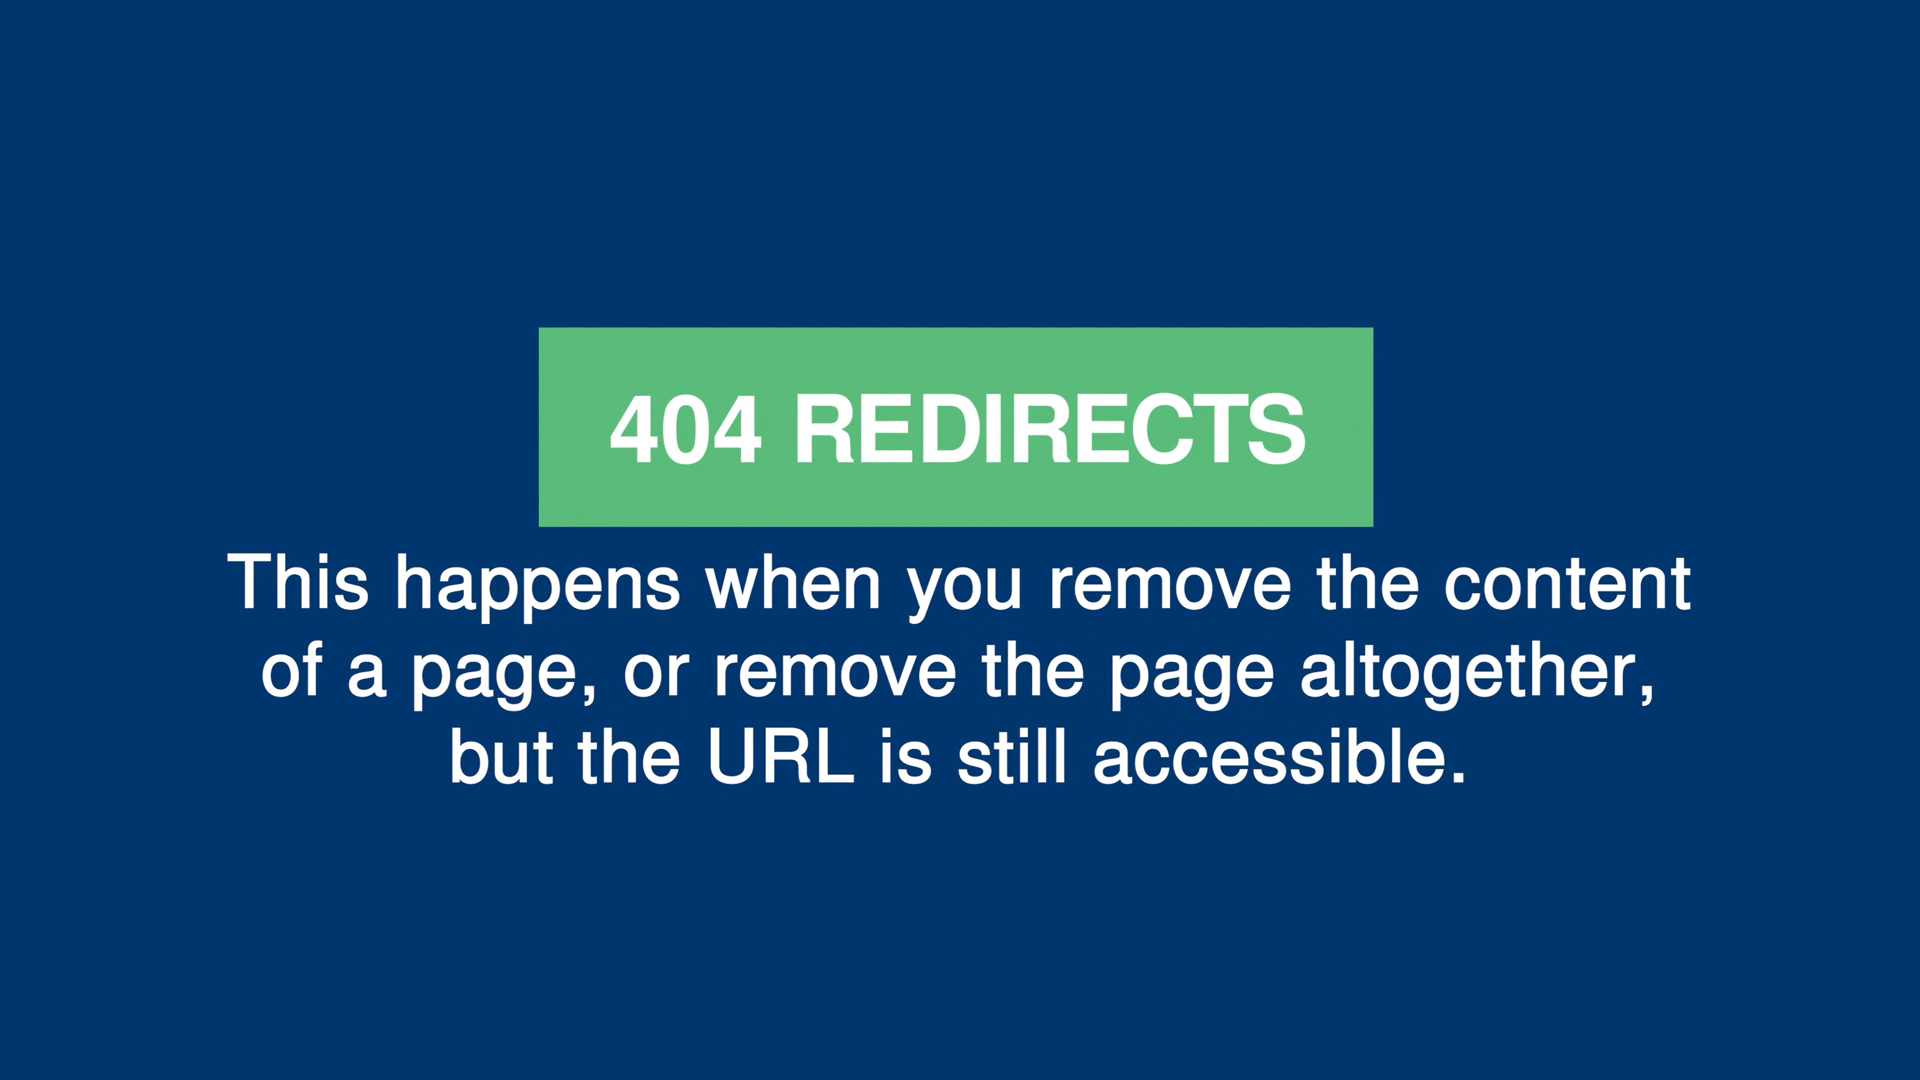 404 REDIRECTS
This happens when you remove the content
of a page, or remove the page altogether,
but the URL is still accessible.